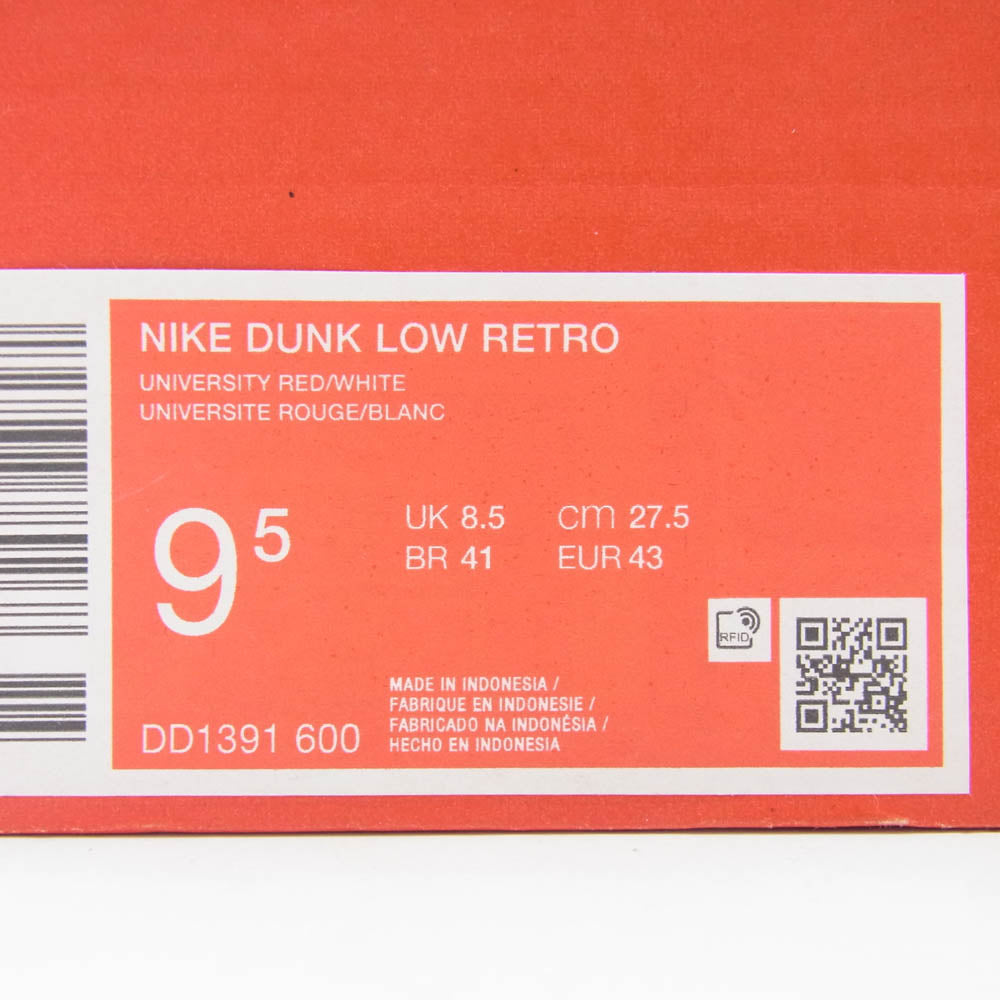 NIKE DUNK LOW RETRO
UNIVERSITY RED/WHITE
UNIVERSITE ROUGE/BLANC
9⁵
UK 8.5 cm 27.5
BR 41 EUR 43
RFID
MADE IN INDONESIA /
FABRIQUE EN INDONESIE /
FABRICADO NA INDONÉSIA /
HECHO EN INDONESIA
DD1391 600